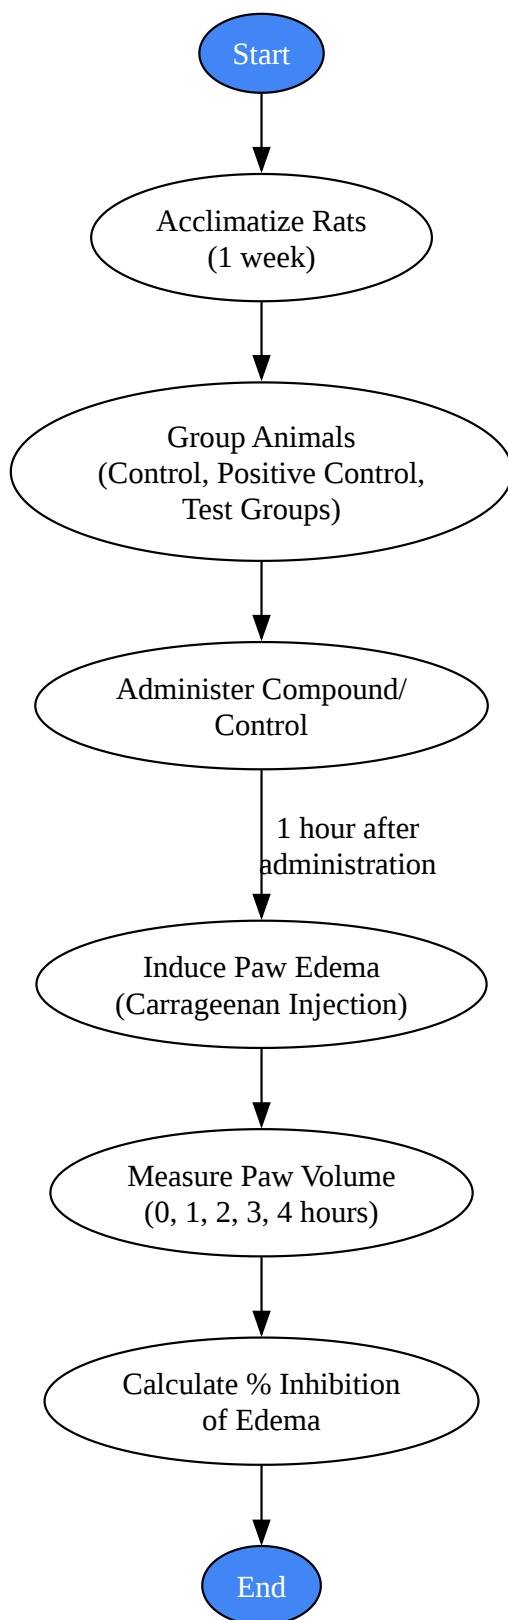 Start
Acclimatize Rats
(1 week)
Group Animals
(Control, Positive Control,
Test Groups)
Administer Compound/
Control
1 hour after
administration
Induce Paw Edema
(Carrageenan Injection)
Measure Paw Volume
(0, 1, 2, 3, 4 hours)
Calculate % Inhibition
of Edema
End